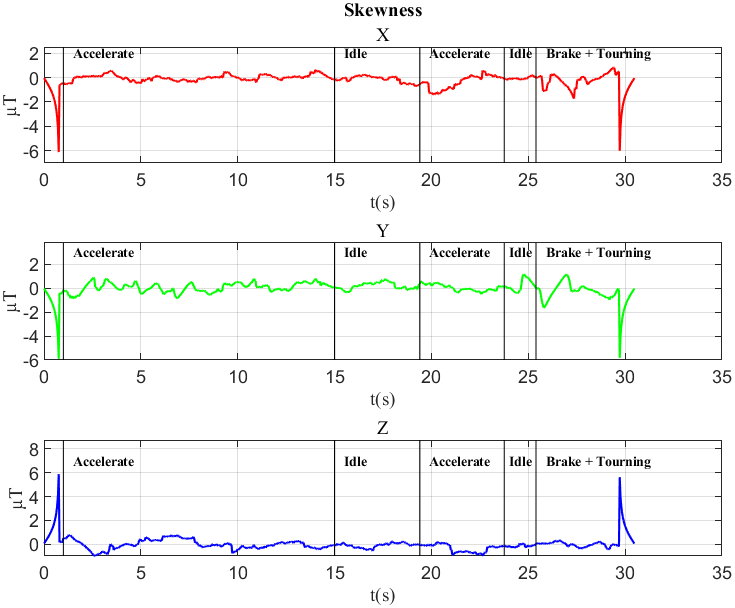 Skewness
X
Accelerate Idle Accelerate Idle Brake + Tourning
2
0
-2
-4
-6
μT
0 5 10 15 20 25 30 35
t(s)
Y
Accelerate Idle Accelerate Idle Brake + Tourning
2
0
-2
-4
-6
μT
0 5 10 15 20 25 30 35
t(s)
Z
8
Accelerate Idle Accelerate Idle Brake + Tourning
6
4
2
0
μT
0 5 10 15 20 25 30 35
t(s)